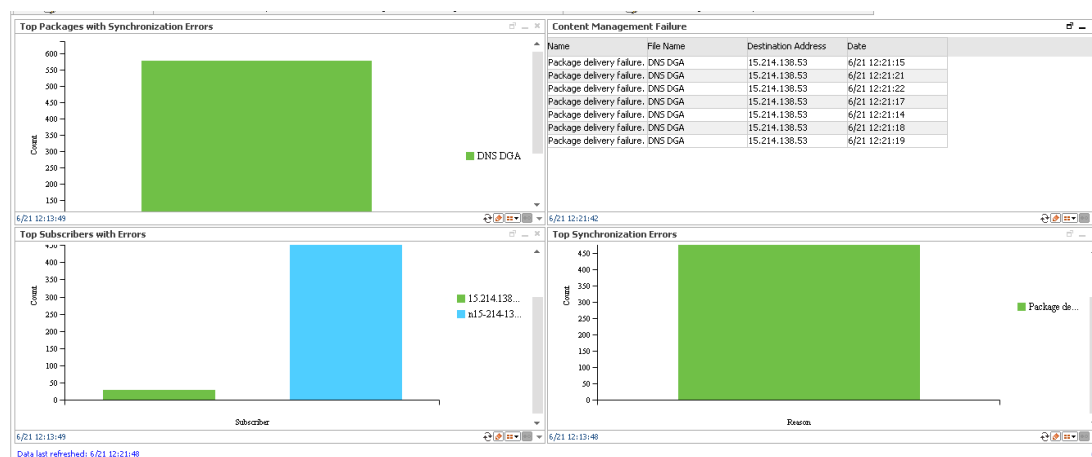 Top Packages with Synchronization Errors
600
550
500
450
400
350
300
250
200
Count
DNS DGA
6/21 12:13:49
Content Management Failure
Name File Name Destination Address Date
Package delivery failure. DNS DGA 15.214.138.53 6/21 12:21:15
Package delivery failure. DNS DGA 15.214.138.53 6/21 12:21:21
Package delivery failure. DNS DGA 15.214.138.53 6/21 12:21:22
Package delivery failure. DNS DGA 15.214.138.53 6/21 12:21:17
Package delivery failure. DNS DGA 15.214.138.53 6/21 12:21:14
Package delivery failure. DNS DGA 15.214.138.53 6/21 12:21:18
Package delivery failure. DNS DGA 15.214.138.53 6/21 12:21:19
6/21 12:21:42
Top Subscribers with Errors
450
400
350
300
250
200
150
100
50
0
Count
15.214.138...
n15-214-13...
Subscriber
6/21 12:13:49
Top Synchronization Errors
450
400
350
300
250
200
150
100
50
0
Count
Package de...
Reason
6/21 12:13:48
Data last refreshed: 6/21 12:21:48